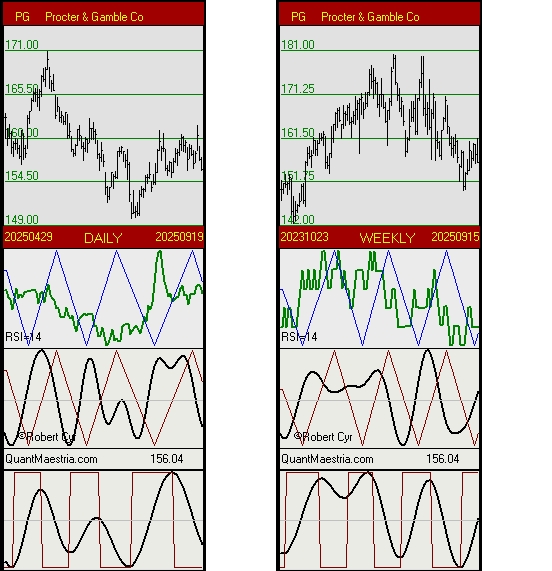 PG Procter & Gamble Co
171.00
165.50
160.00
154.50
149.00
20250429 DAILY 20250919
RSI=14
©Robert Cyr
QuantMaestria.com 156.04
PG Procter & Gamble Co
181.00
171.25
161.50
151.75
142.00
20231023 WEEKLY 20250915
RSI=14
©Robert Cyr
QuantMaestria.com 156.04